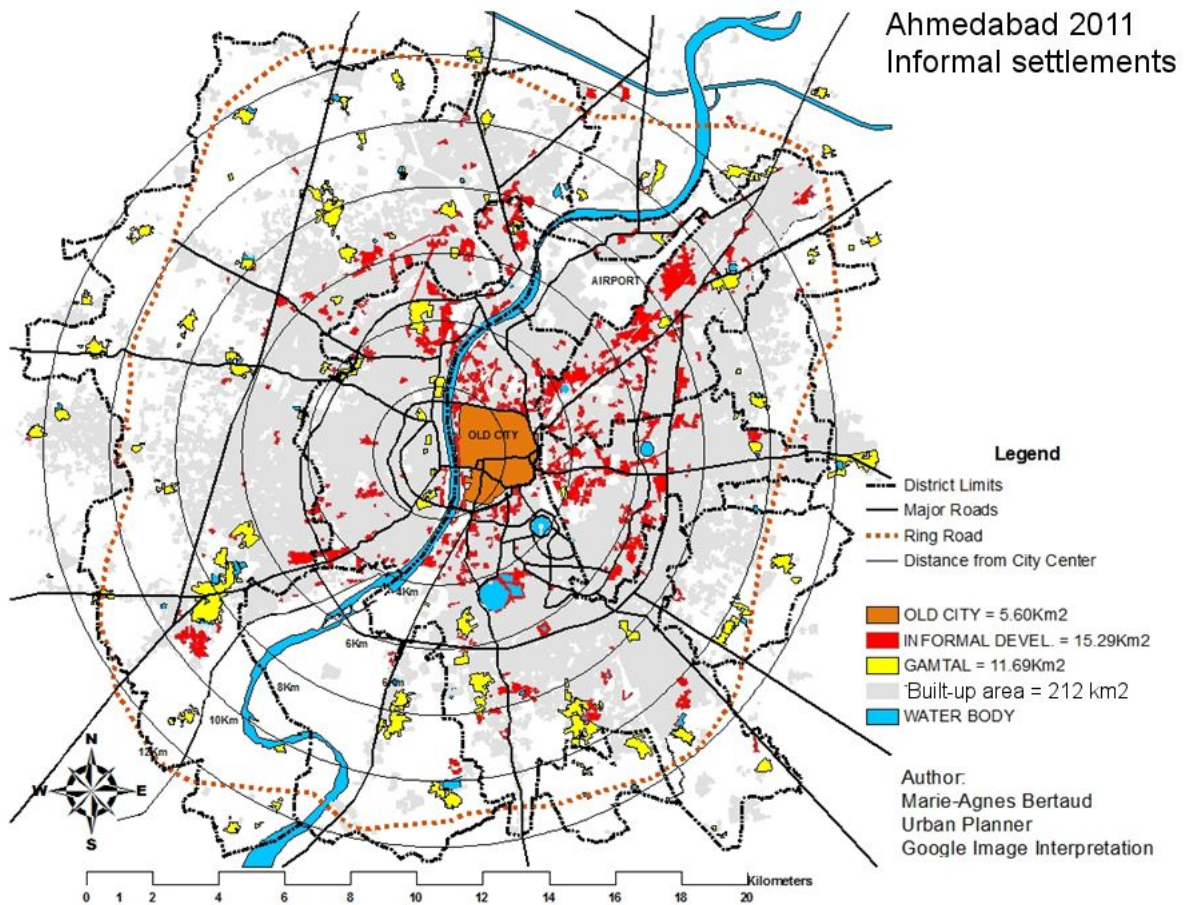 Ahmedabad 2011
Informal settlements
AIRPORT
OLD CITY
4Km
6Km
6Km
8Km
10Km
12Km
N
W
E
S
Legend
District Limits
Major Roads
Ring Road
Distance from City Center
OLD CITY = 5.60Km2
INFORMAL DEVEL. = 15.29Km2
GAMTAL = 11.69Km2
Built-up area = 212 km2
WATER BODY
Author:
Marie-Agnes Bertaud
Urban Planner
Google Image Interpretation
Kilometers
0 1 2 4 6 8 10 12 14 16 18 20